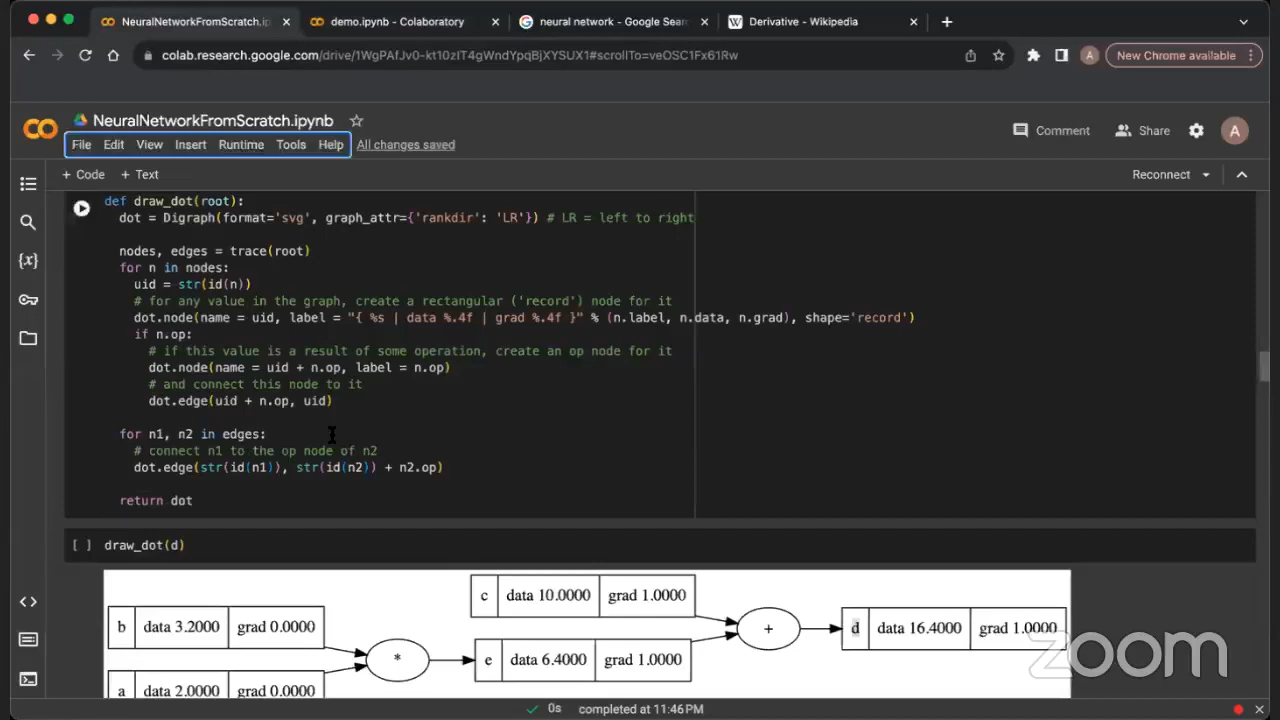 NeuralNetworkFromScratch.ip
demo.ipynb - Colaboratory
neural network - Google Sear
Derivative - Wikipedia
colab.research.google.com/drive/1WgPAfJv0-kt10zIT4gWndYpqBjXYSUX1#scrollTo=veOSC1Fx61Rw
New Chrome available
A
NeuralNetworkFromScratch.ipynb
File Edit View Insert Runtime Tools Help All changes saved
Comment Share A
+ Code + Text
Reconnect
def draw_dot(root):
dot = Digraph(format='svg', graph_attr={'rankdir': 'LR'}) # LR = left to right
nodes, edges = trace(root)
for n in nodes:
uid = str(id(n))
# for any value in the graph, create a rectangular ('record') node for it
dot.node(name = uid, label = "{ %s | data %.4f | grad %.4f }" % (n.label, n.data, n.grad), shape='record')
if n.op:
# if this value is a result of some operation, create an op node for it
dot.node(name = uid + n.op, label = n.op)
# and connect this node to it
dot.edge(uid + n.op, uid)
for n1, n2 in edges:
# connect n1 to the op node of n2
dot.edge(str(id(n1)), str(id(n2)) + n2.op)
return dot
[ ] draw_dot(d)
c data 10.0000 grad 1.0000
b data 3.2000 grad 0.0000
+
d data 16.4000 grad 1.0000
*
e data 6.4000 grad 1.0000
a data 2.0000 grad 0.0000
zoom
0s completed at 11:46PM